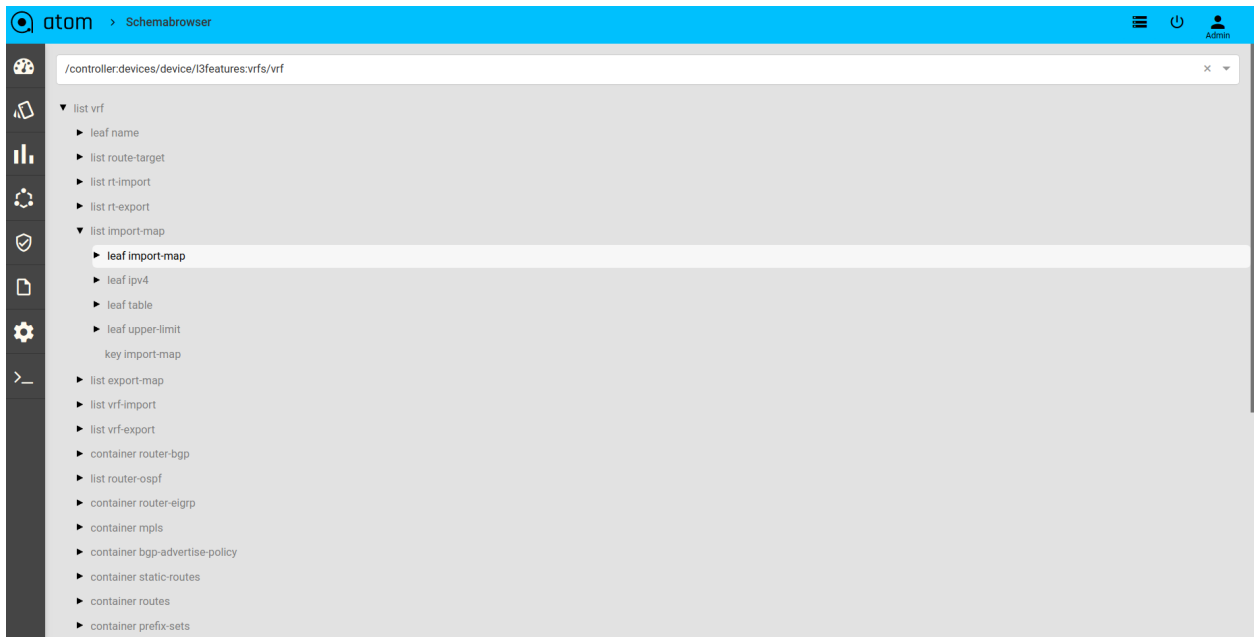 atom > Schemabrowser
Admin
/controller:devices/device/l3features:vrfs/vrf
list vrf
leaf name
list route-target
list rt-import
list rt-export
list import-map
leaf import-map
leaf ipv4
leaf table
leaf upper-limit
key import-map
list export-map
list vrf-import
list vrf-export
container router-bgp
list router-ospf
container router-eigrp
container mpls
container bgp-advertise-policy
container static-routes
container routes
container prefix-sets